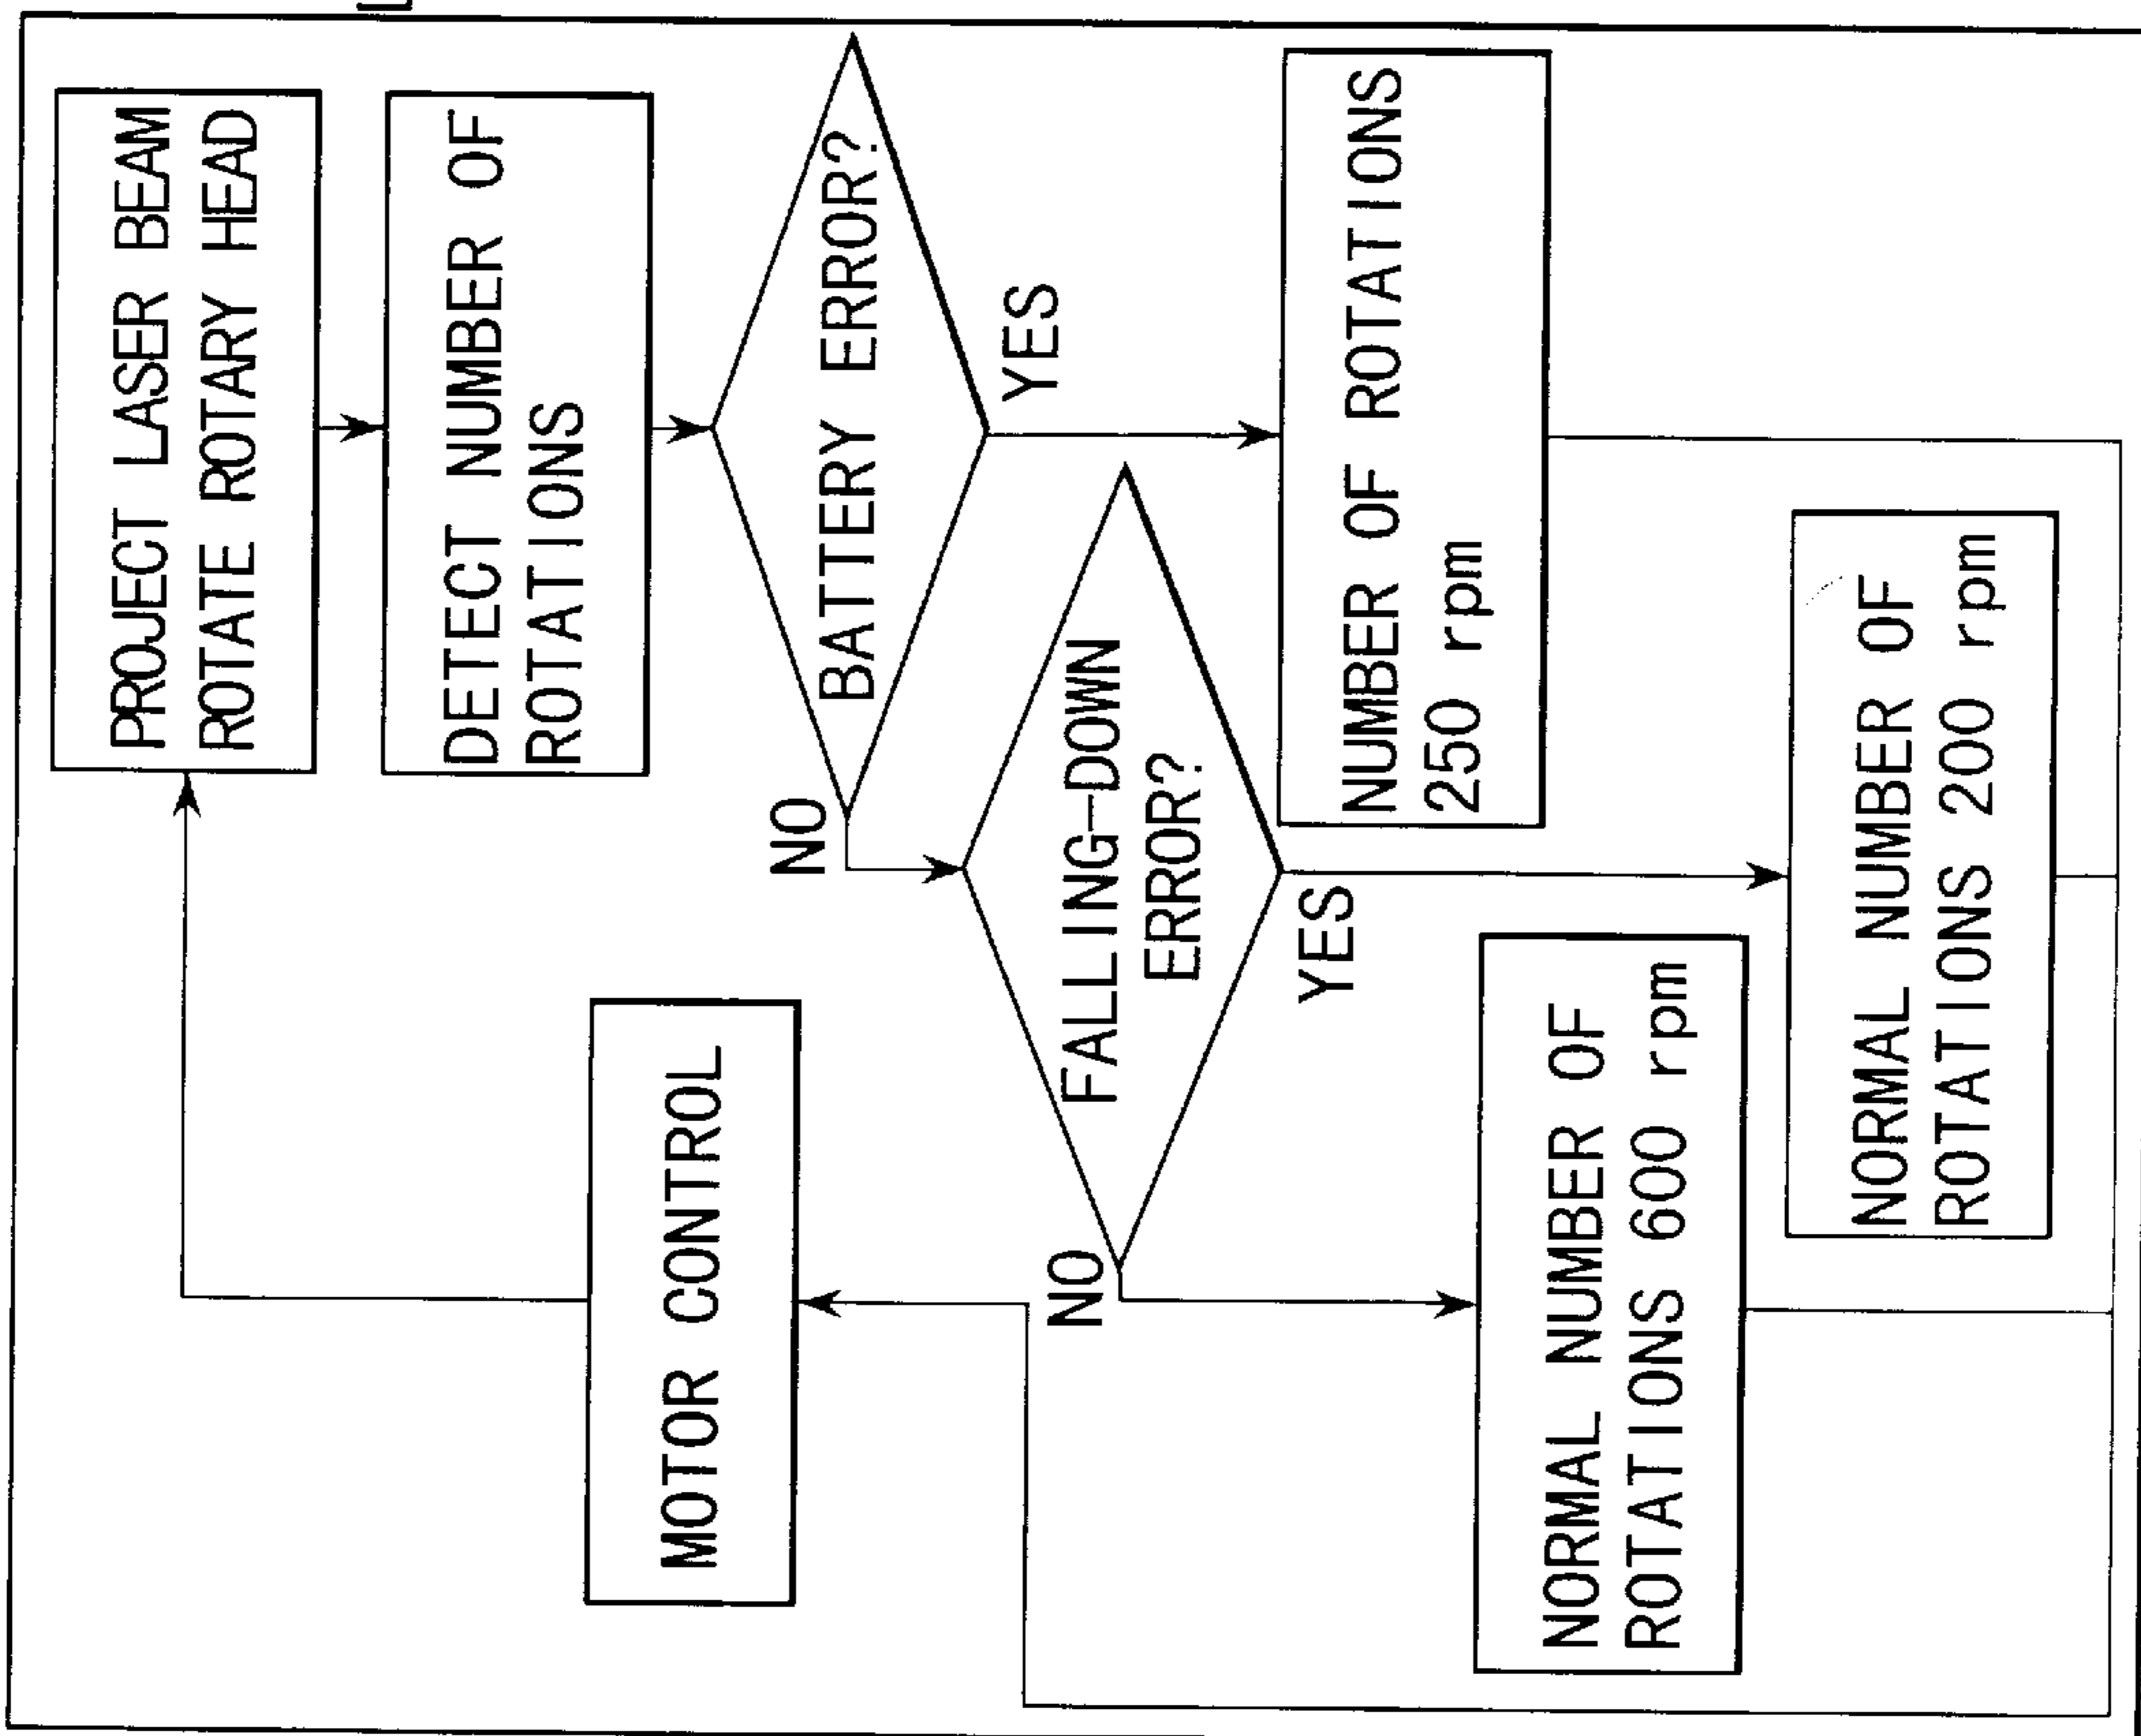 PROJECT LASER BEAM
ROTATE ROTARY HEAD
DETECT NUMBER OF
ROTATIONS
BATTERY ERROR?
NO
YES
MOTOR CONTROL
FALLING-DOWN
ERROR?
NO
YES
NUMBER OF ROTATIONS
250 rpm
NORMAL NUMBER OF
ROTATIONS 600 rpm
NORMAL NUMBER OF
ROTATIONS 200 rpm